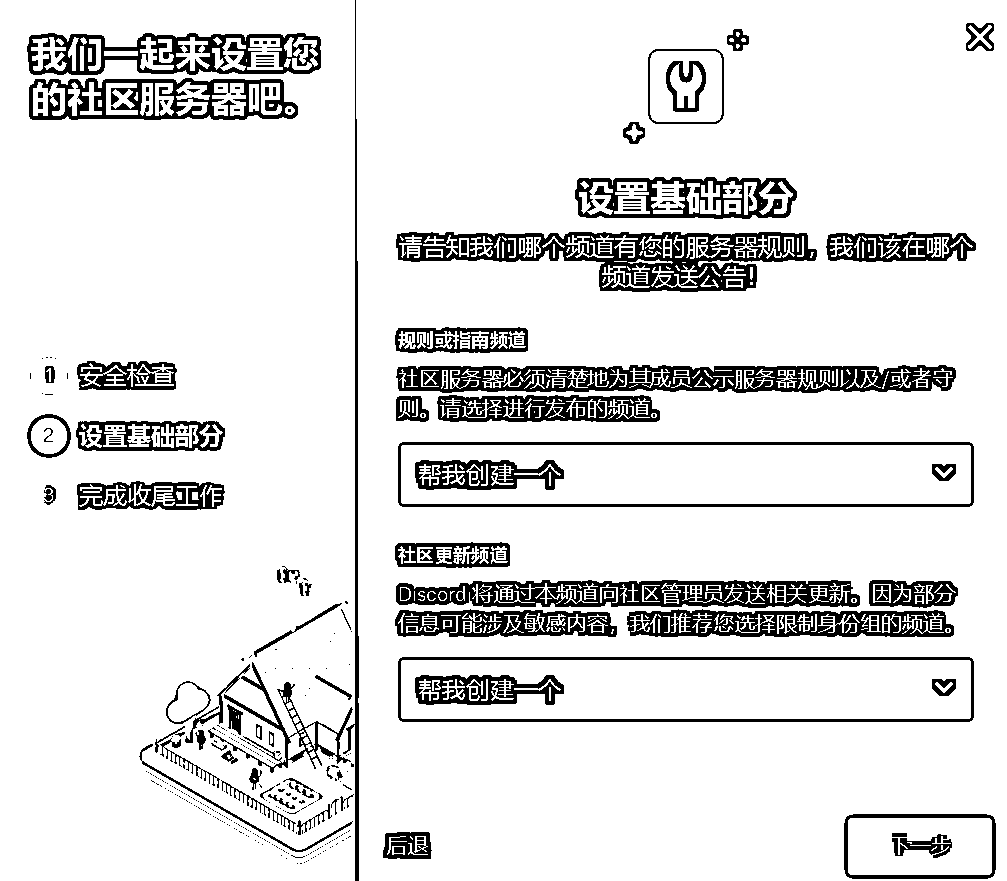 我们一起来设置您
的社区服务器吧。
1 安全检查
2 设置基础部分
3 完成收尾工作
设置基础部分
请告知我们哪个频道有您的服务器规则，我们该在哪个
频道发送公告！
规则或指南频道
社区服务器必须清楚地为其成员公示服务器规则以及/或者守
则。请选择进行发布的频道。
帮我创建一个
社区更新频道
Discord 将通过本频道向社区管理员发送相关更新。因为部分
信息可能涉及敏感内容，我们推荐您选择限制身份组的频道。
帮我创建一个
后退
下一步